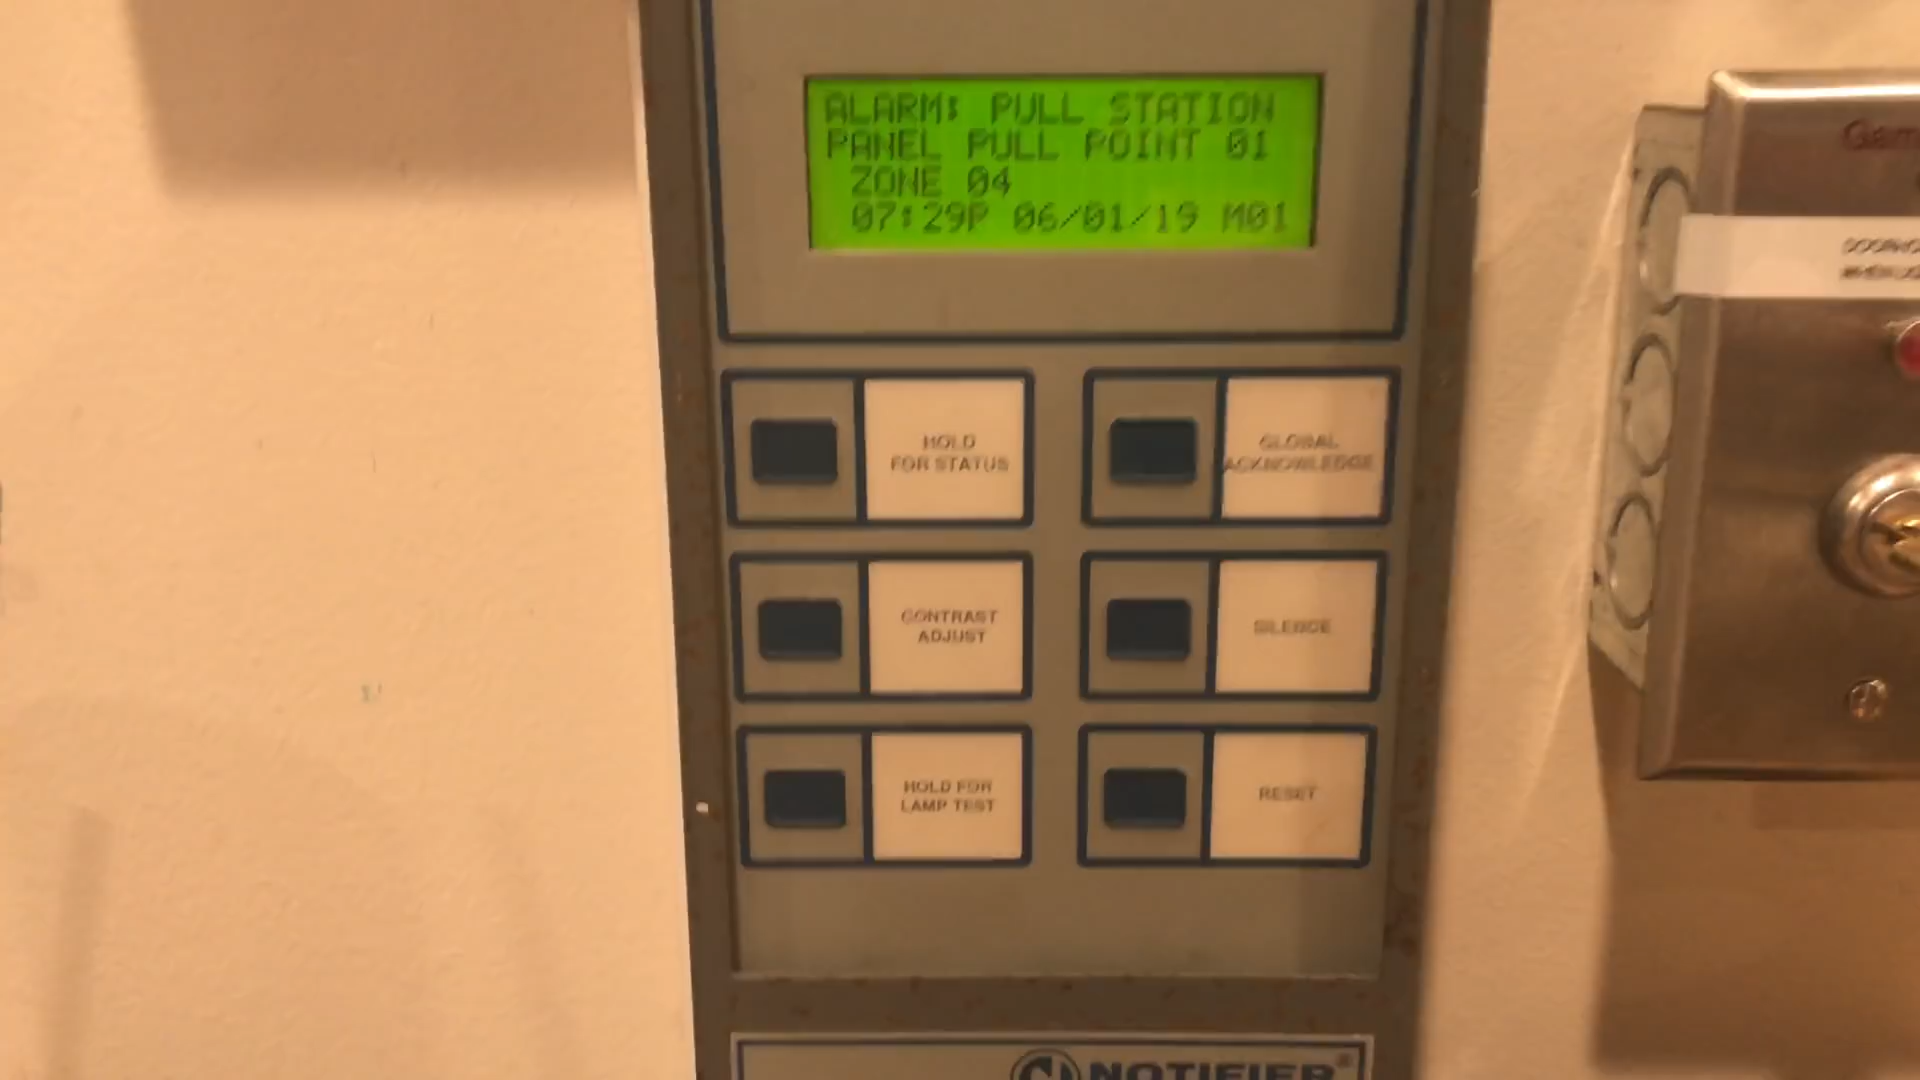 ALARM: PULL STATION
PANEL PULL POINT 01
ZONE 04
07:29P 06/01/19 M01
HOLD
FOR STATUS
GLOBAL
ACKNOWLEDGE
CONTRAST
ADJUST
SILENCE
HOLD FOR
LAMP TEST
RESET
NOTIFIER®